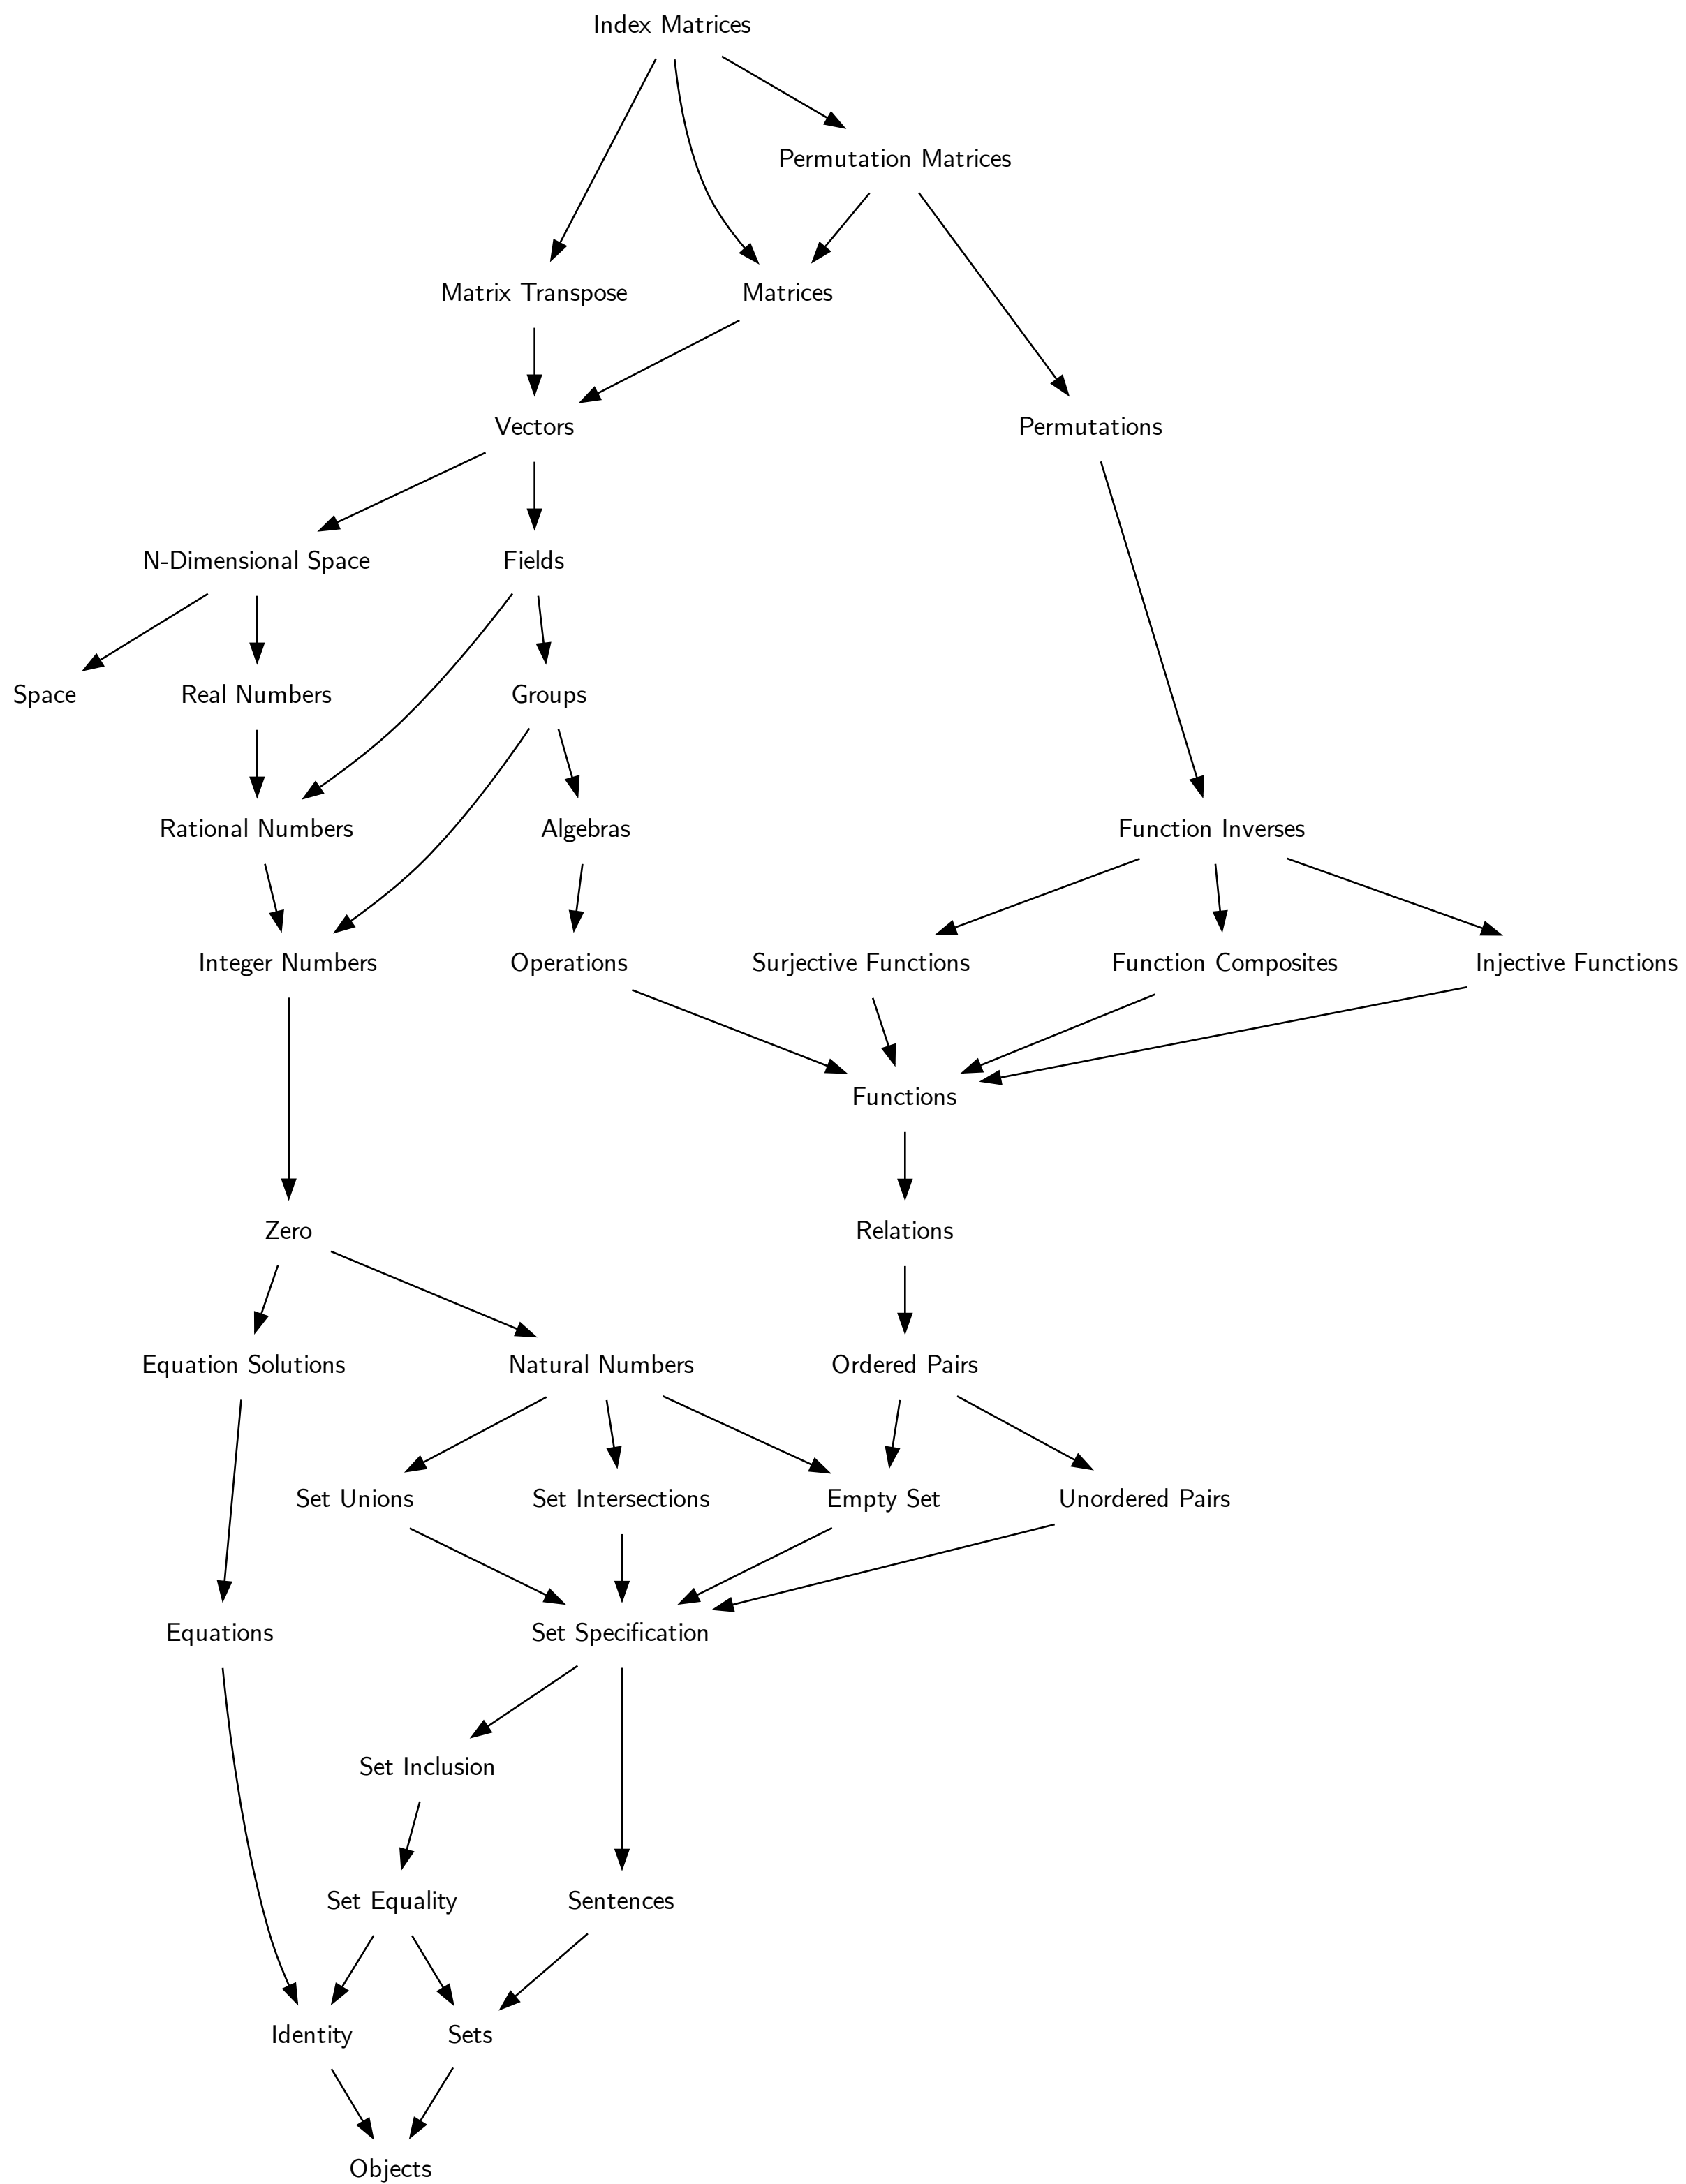 Index Matrices
Permutation Matrices
Matrix Transpose
Matrices
Vectors
Permutations
N-Dimensional Space
Fields
Space
Real Numbers
Groups
Rational Numbers
Algebras
Function Inverses
Integer Numbers
Operations
Surjective Functions
Function Composites
Injective Functions
Functions
Zero
Relations
Equation Solutions
Natural Numbers
Ordered Pairs
Set Unions
Set Intersections
Empty Set
Unordered Pairs
Equations
Set Specification
Set Inclusion
Set Equality
Sentences
Identity
Sets
Objects